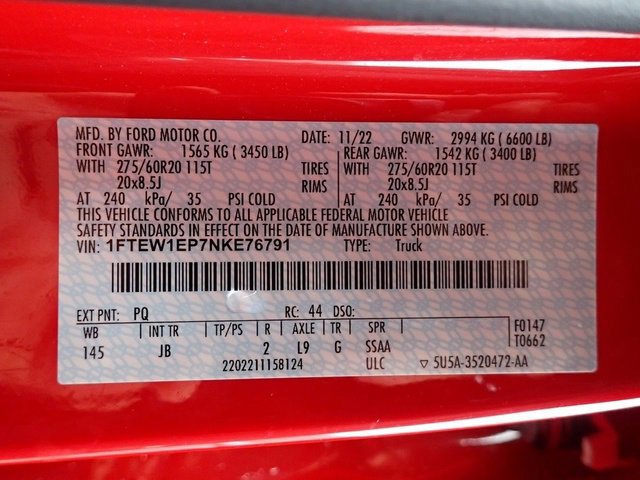 MFD. BY FORD MOTOR CO. DATE: 11/22 GVWR: 2994 KG ( 6600 LB)
FRONT GAWR: 1565 KG ( 3450 LB) REAR GAWR: 1542 KG ( 3400 LB)
WITH 275/60R20 115T TIRES WITH 275/60R20 115T TIRES
20x8.5J RIMS 20x8.5J RIMS
AT 240 kPa/ 35 PSI COLD AT 240 kPa/ 35 PSI COLD
THIS VEHICLE CONFORMS TO ALL APPLICABLE FEDERAL MOTOR VEHICLE
SAFETY STANDARDS IN EFFECT ON THE DATE OF MANUFACTURE SHOWN ABOVE.
VIN: 1FTEW1EP7NKE76791 TYPE: Truck
EXT PNT: PQ RC: 44 DSO:
WB INT TR TP/PS R AXLE TR SPR F0147
145 JB 2 L9 G SSAA T0662
2202211158124 ULC ▽ 5U5A-3520472-AA